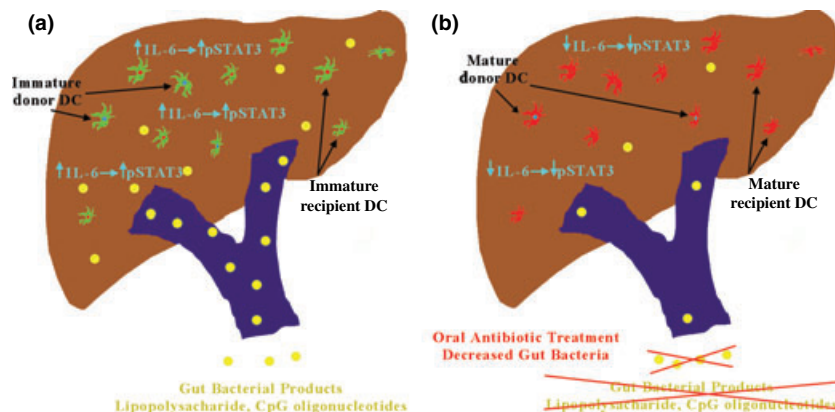 (a)
↑IL-6→↑pSTAT3
Immature
donor DC
↑IL-6→↑pSTAT3
↑IL-6→↑pSTAT3
Immature
recipient DC
Gut Bacterial Products
Lipopolysacharide, CpG oligonucleotides
(b)
↓IL-6→↓pSTAT3
Mature
donor DC
↓IL-6→↓pSTAT3
Mature
recipient DC
Oral Antibiotic Treatment
Decreased Gut Bacteria
Gut Bacterial Products
Lipopolysacharide, CpG oligonucleotides